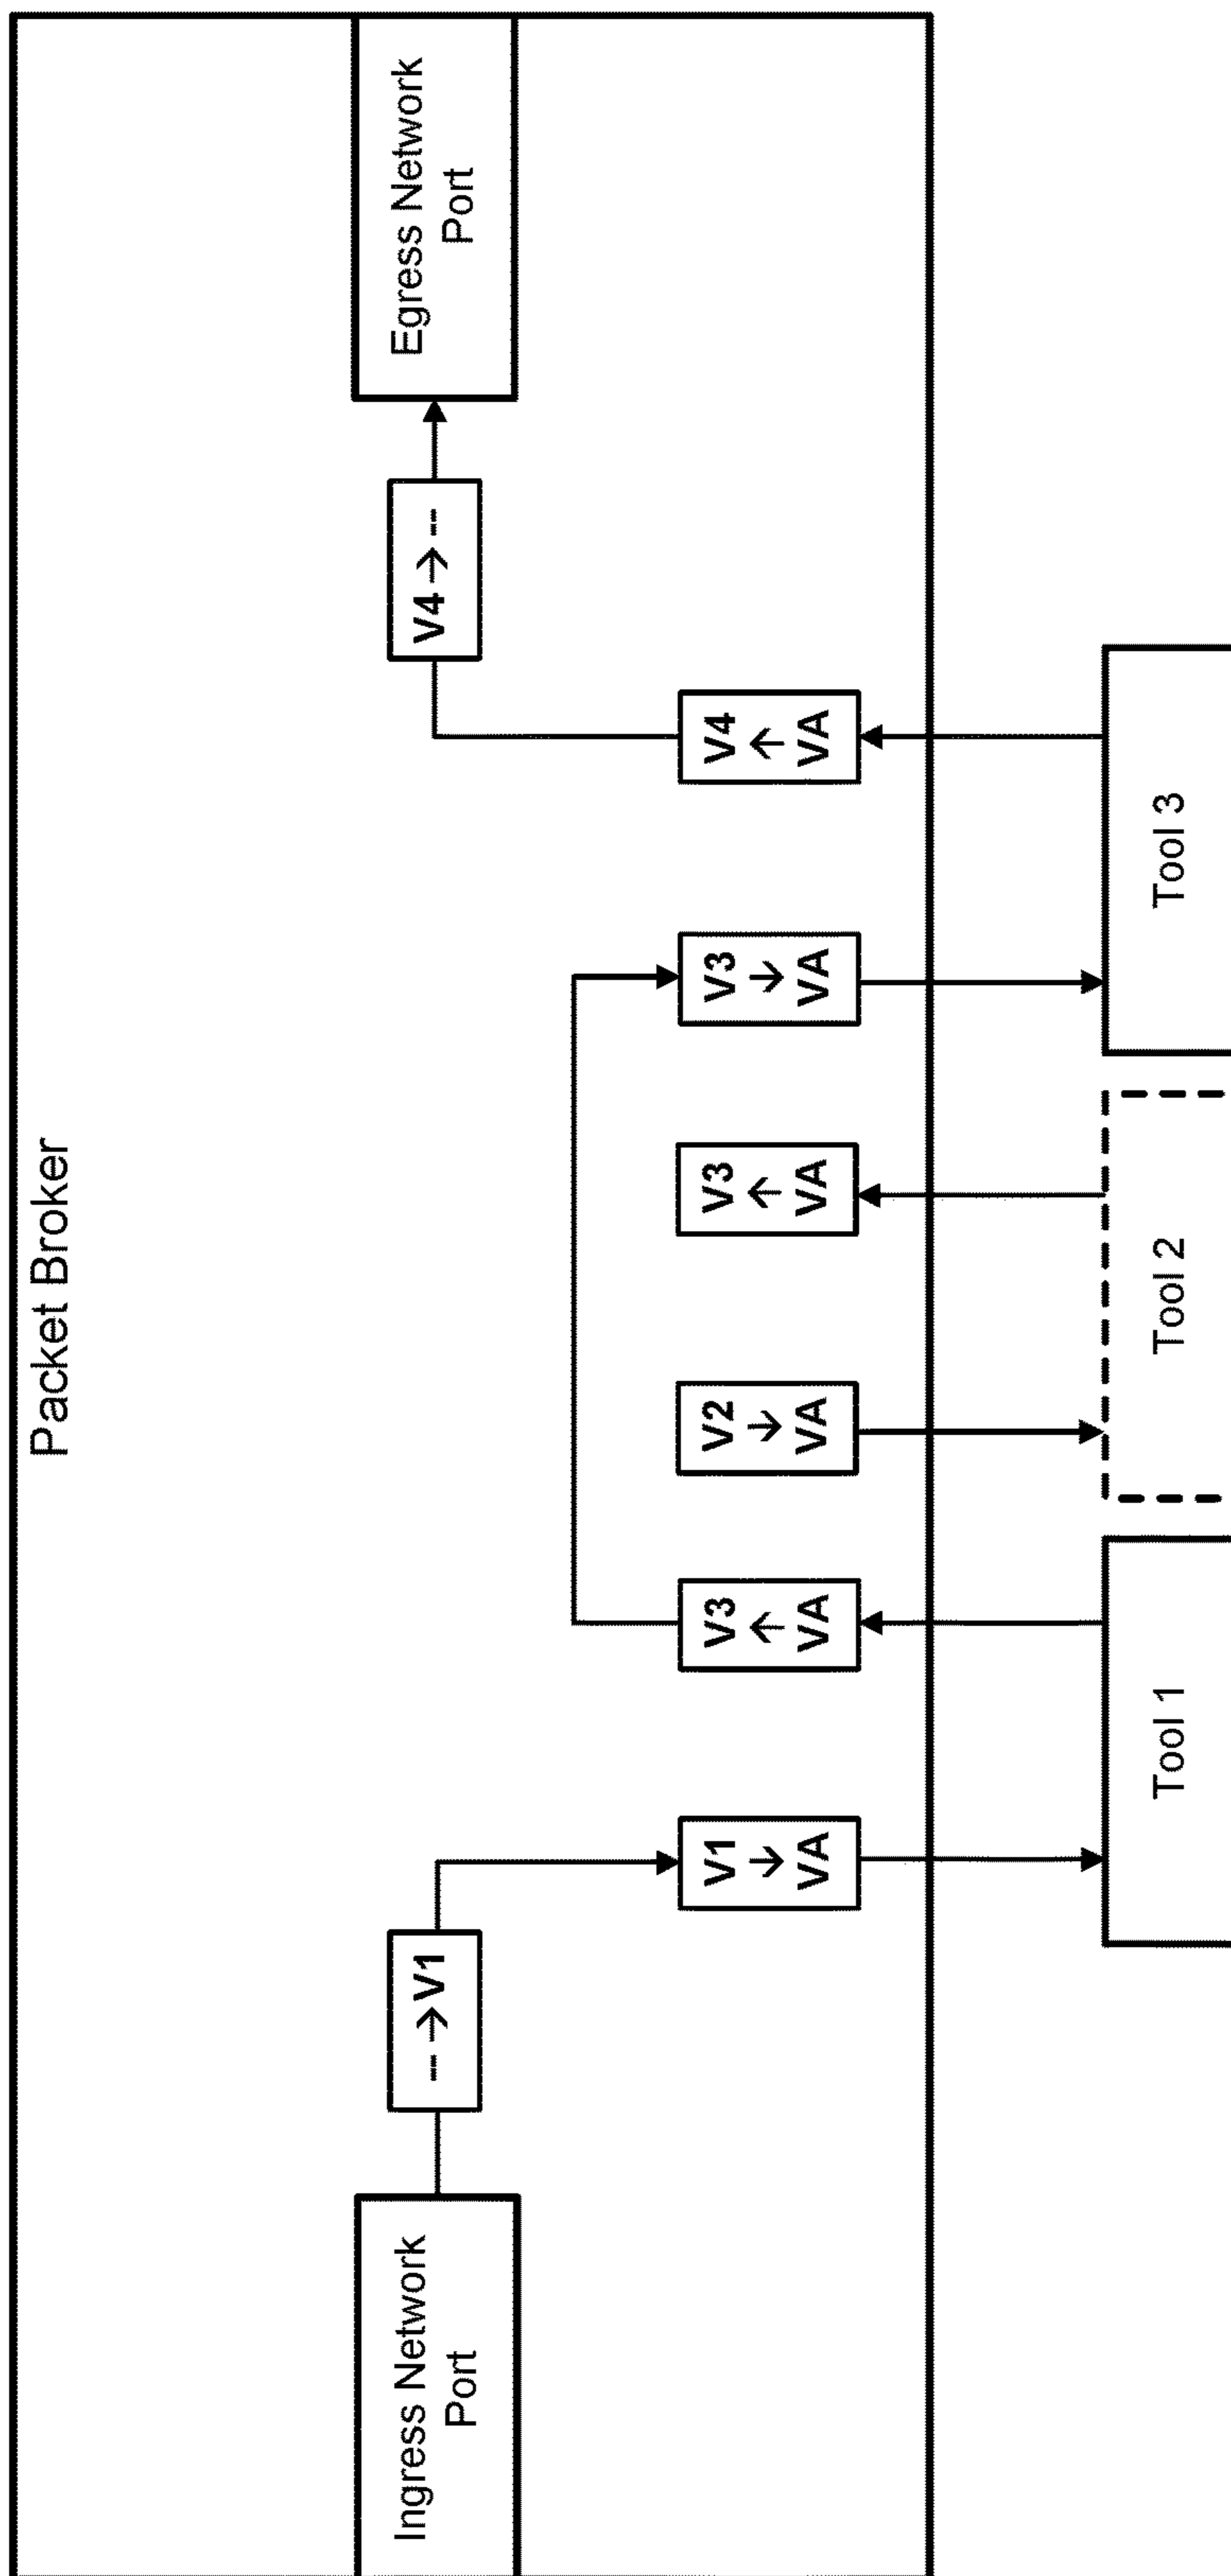 Packet Broker
Ingress Network
Port
--- → V1
V4 → ---
Egress Network
Port
V1
↓
VA
V3
↑
VA
V2
↓
VA
V3
↑
VA
V3
↓
VA
V4
↑
VA
Tool 1
Tool 2
Tool 3